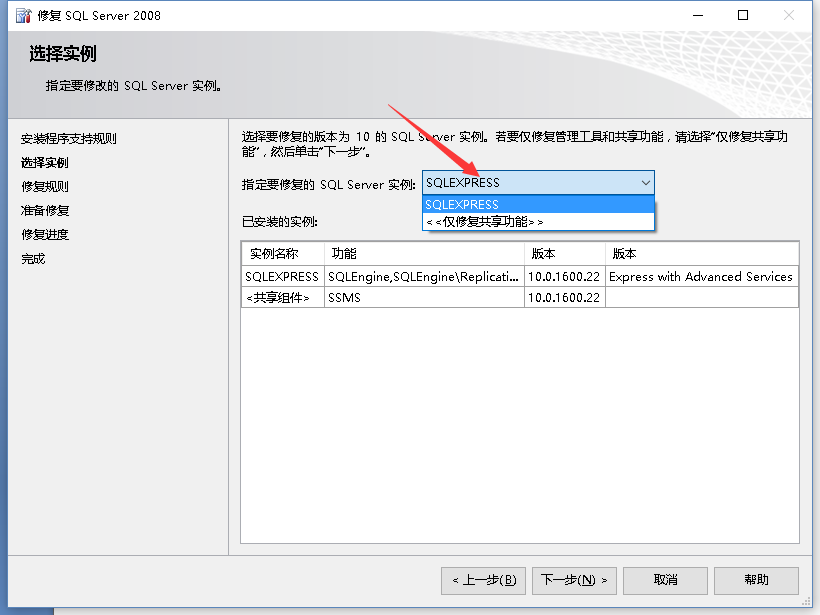 修复 SQL Server 2008
选择实例
指定要修改的 SQL Server 实例。
安装程序支持规则
选择实例
修复规则
准备修复
修复进度
完成
选择要修复的版本为 10 的 SQL Server 实例。若要仅修复管理工具和共享功能，请选择"仅修复共享功
能"，然后单击"下一步"。
指定要修复的 SQL Server 实例:
SQLEXPRESS
SQLEXPRESS
<<仅修复共享功能>>
已安装的实例:
实例名称 功能 版本 版本
SQLEXPRESS SQLEngine,SQLEngine\Replicati... 10.0.1600.22 Express with Advanced Services
<共享组件> SSMS 10.0.1600.22
< 上一步(B) 下一步(N) > 取消 帮助